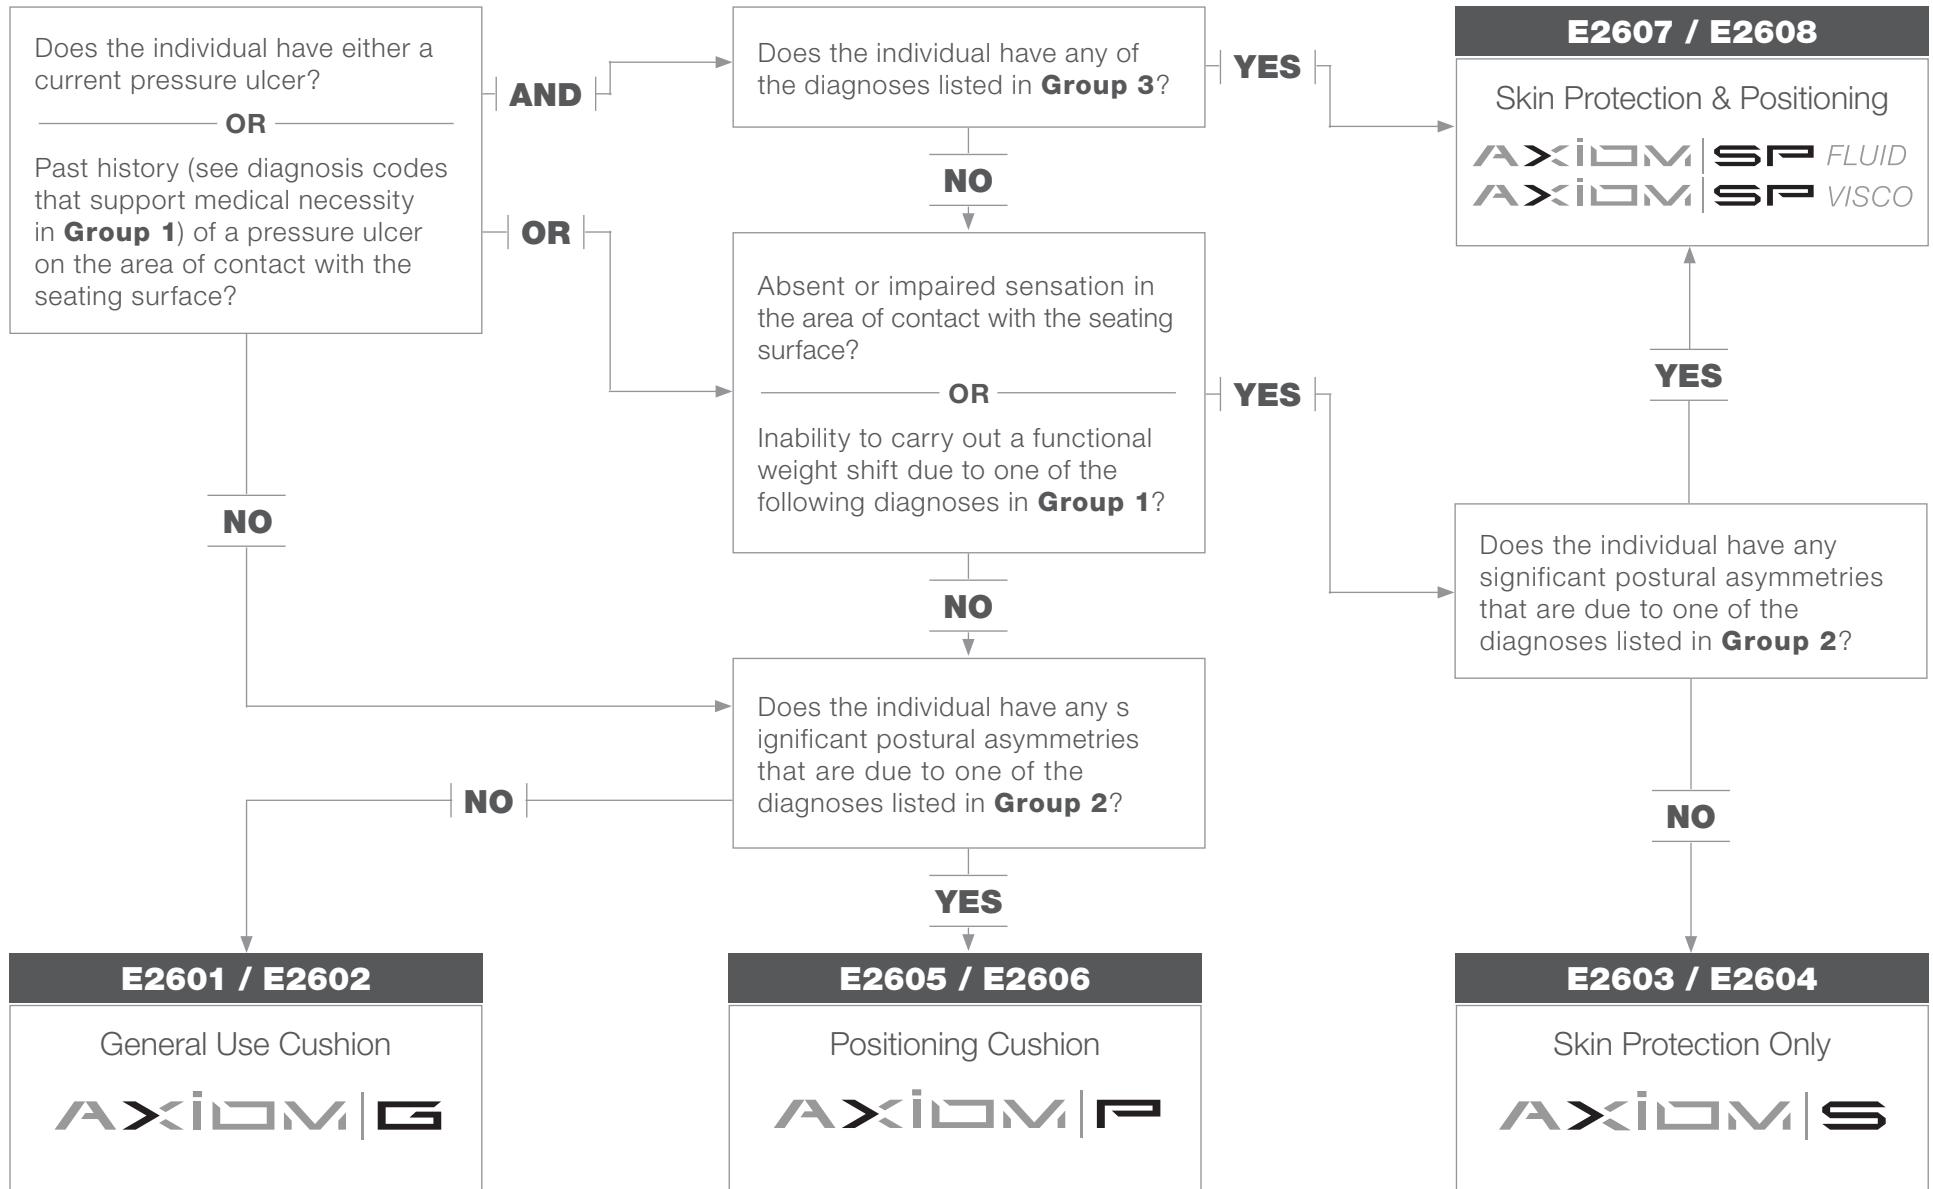 Does the individual have either a
current pressure ulcer?
OR
Past history (see diagnosis codes
that support medical necessity
in Group 1) of a pressure ulcer
on the area of contact with the
seating surface?
AND
OR
NO
Does the individual have any of
the diagnoses listed in Group 3?
YES
NO
E2607 / E2608
Skin Protection & Positioning
AXiOM | SP FLUID
AXiOM | SP VISCO
Absent or impaired sensation in
the area of contact with the seating
surface?
OR
Inability to carry out a functional
weight shift due to one of the
following diagnoses in Group 1?
YES
NO
YES
Does the individual have any
significant postural asymmetries
that are due to one of the
diagnoses listed in Group 2?
NO
Does the individual have any s
ignificant postural asymmetries
that are due to one of the
diagnoses listed in Group 2?
NO
YES
E2601 / E2602
General Use Cushion
AXiOM | G
E2605 / E2606
Positioning Cushion
AXiOM | P
E2603 / E2604
Skin Protection Only
AXiOM | S